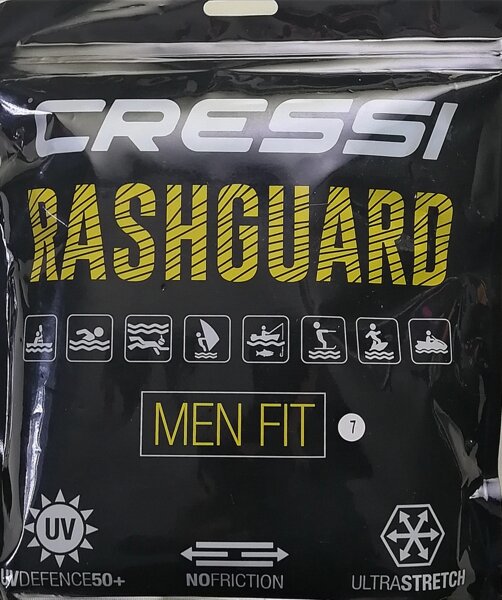 CRESSI
RASHGUARD
MEN FIT 7
UV
UVDEFENCE50+ NOFRICTION ULTRASTRETCH